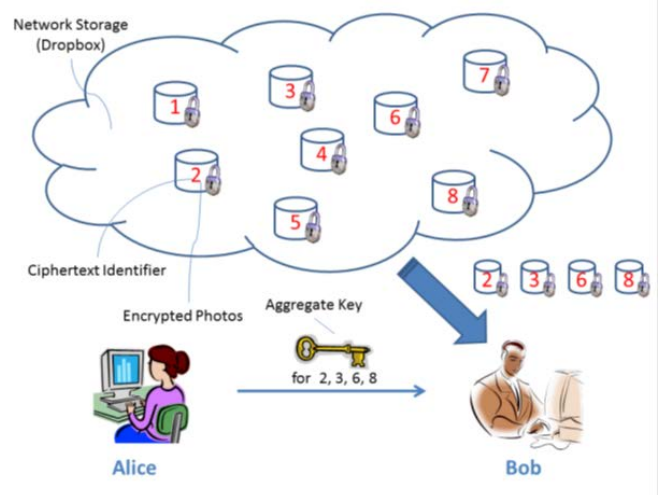 Network Storage
(Dropbox)
1
3
7
6
4
2
8
5
Ciphertext Identifier
2 3 6 8
Encrypted Photos
Aggregate Key
for 2, 3, 6, 8
Alice
Bob